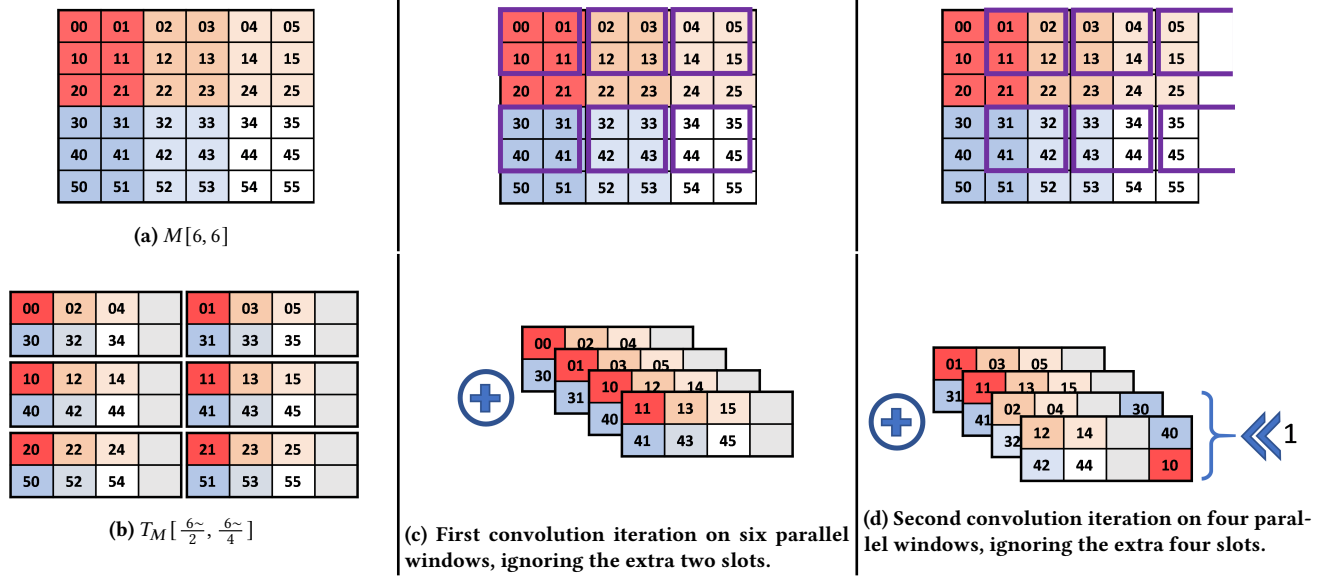 00 01 02 03 04 05
10 11 12 13 14 15
20 21 22 23 24 25
30 31 32 33 34 35
40 41 42 43 44 45
50 51 52 53 54 55
(a) M[6, 6]
00 02 04
30 32 34
01 03 05
31 33 35
10 12 14
40 42 44
11 13 15
41 43 45
20 22 24
50 52 54
21 23 25
51 53 55
(b) T_M[6~/2, 6~/4]
00 01 02 03 04 05
10 11 12 13 14 15
20 21 22 23 24 25
30 31 32 33 34 35
40 41 42 43 44 45
50 51 52 53 54 55
00 02 04
30
01 03 05
31
10 12 14
40
11 13 15
41 43 45
(c) First convolution iteration on six parallel
windows, ignoring the extra two slots.
00 01 02 03 04 05
10 11 12 13 14 15
20 21 22 23 24 25
30 31 32 33 34 35
40 41 42 43 44 45
50 51 52 53 54 55
01 03 05
31
11 13 15
41
02 04 30
32
12 14 40
42 44 10
1
(d) Second convolution iteration on four paral-
lel windows, ignoring the extra four slots.